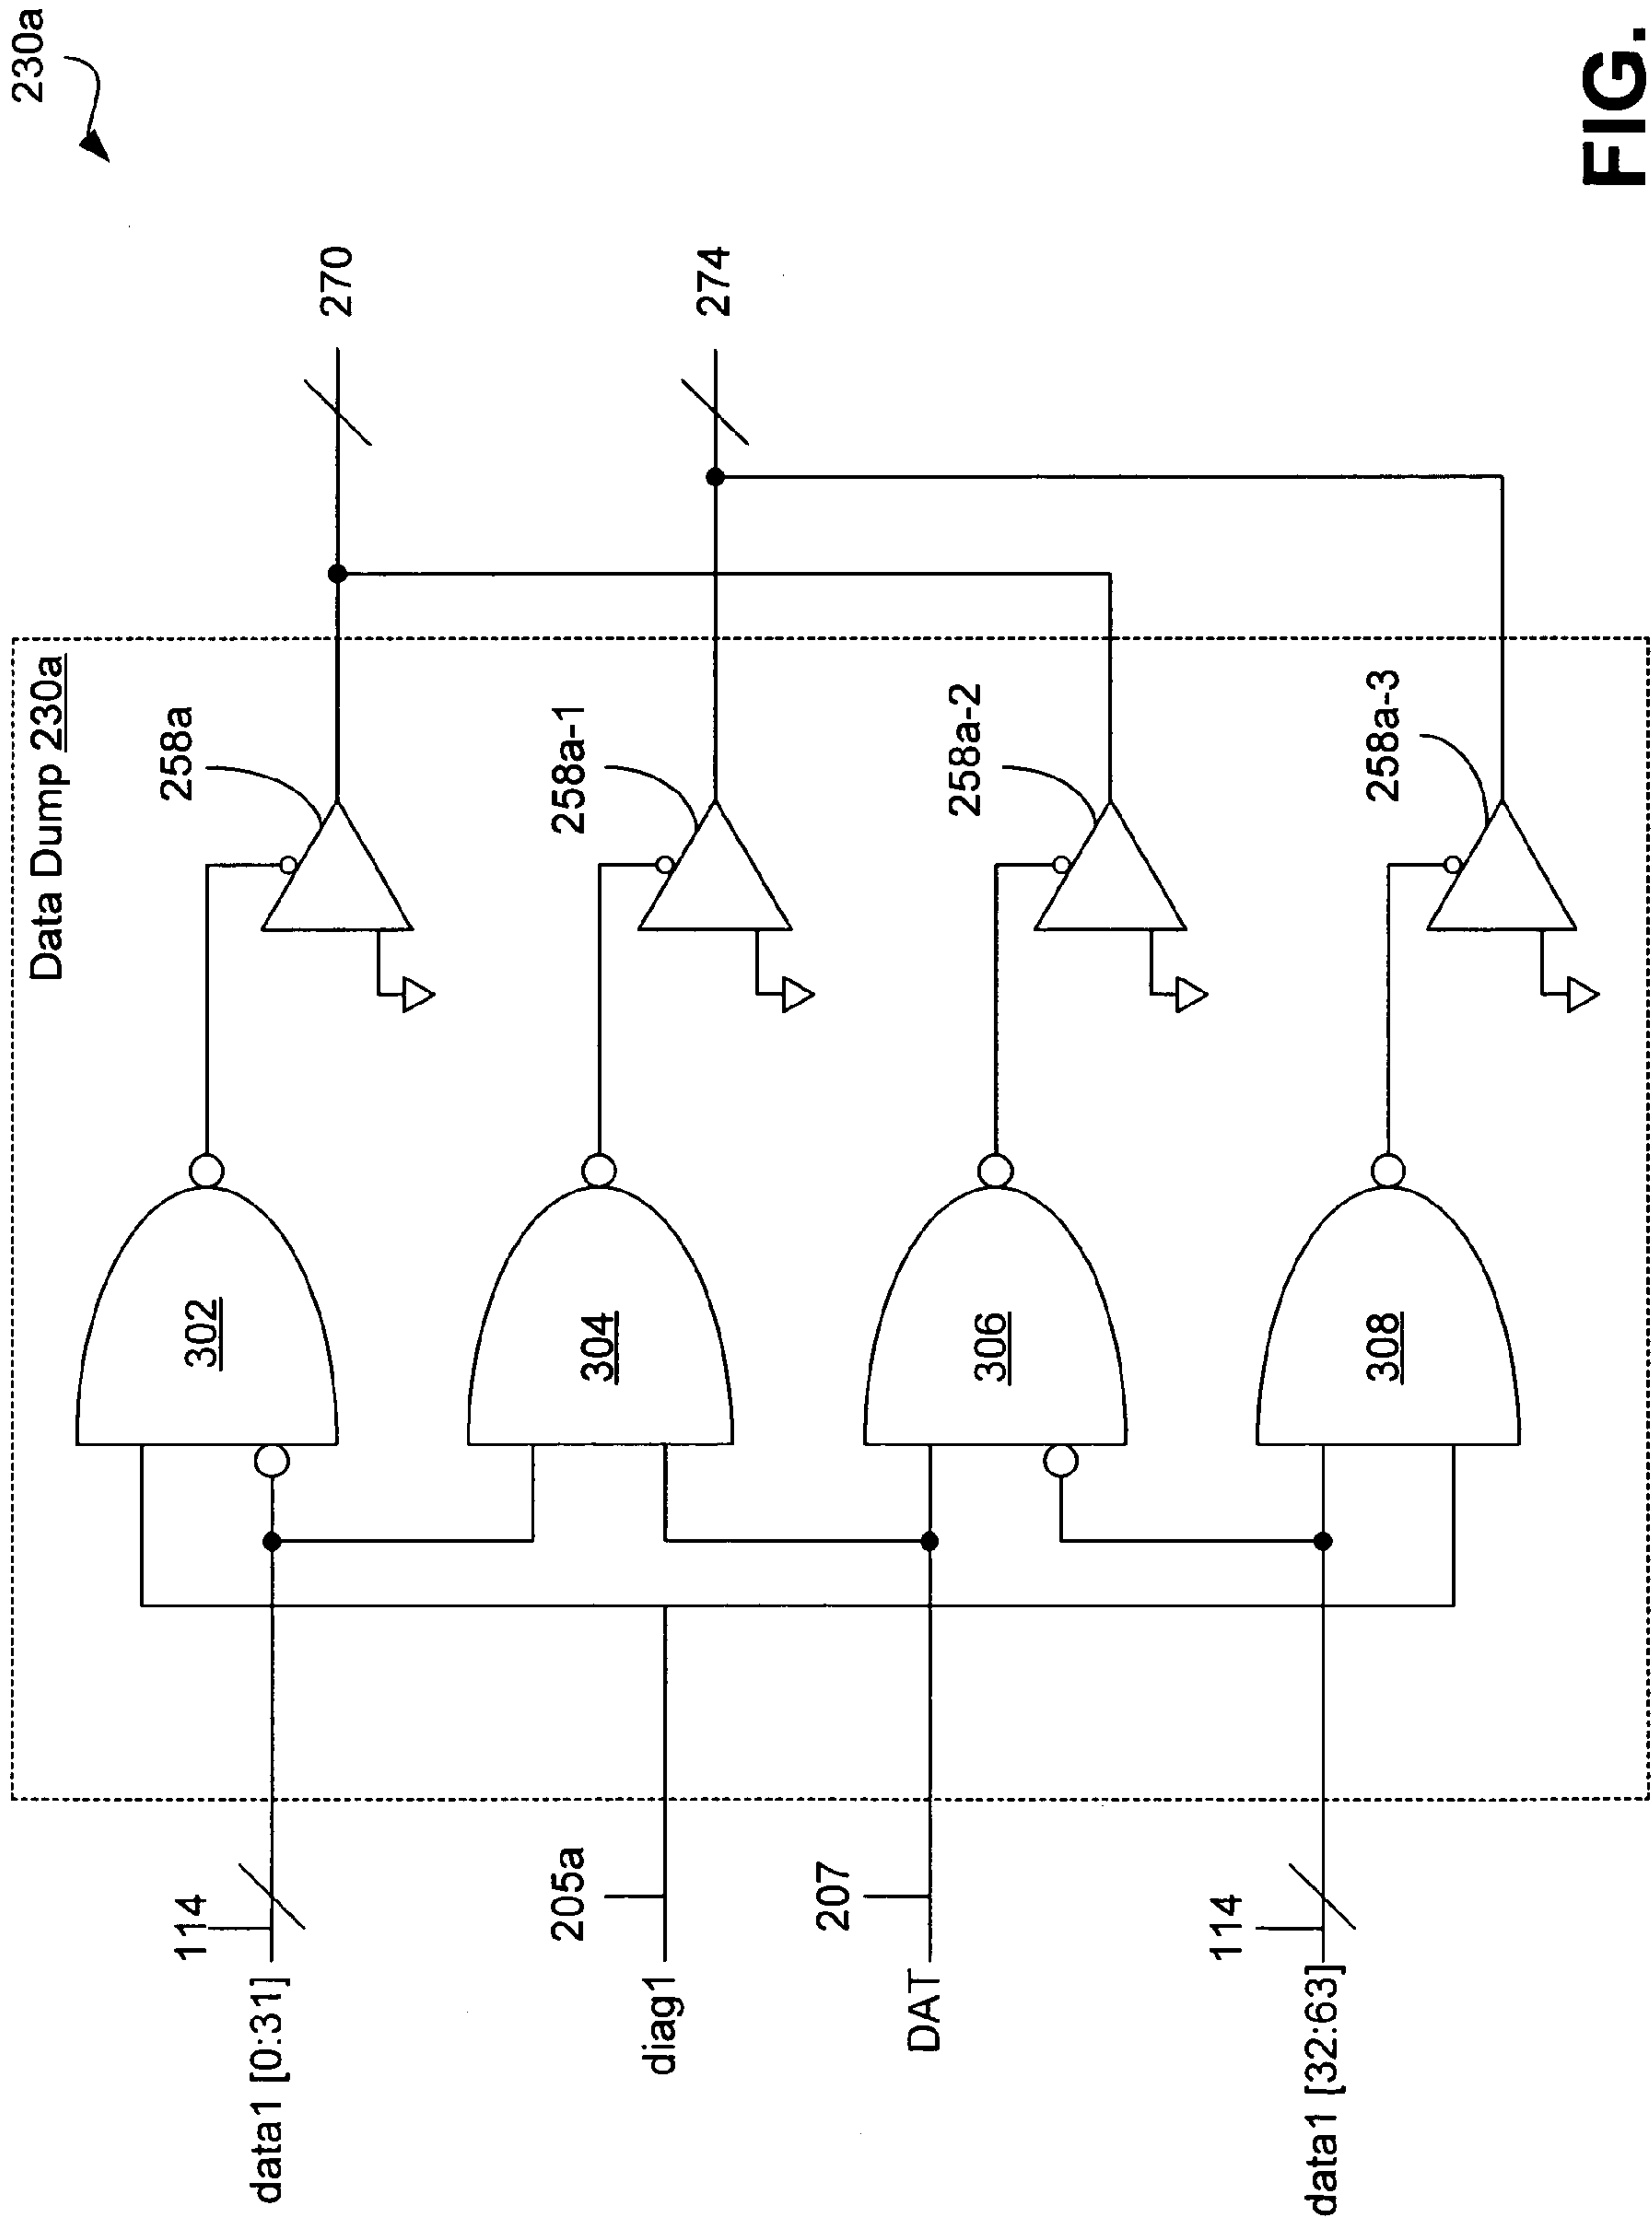 230a
Data Dump 230a
114
data1 [0:31]
302
258a
270
205a
diag1
304
258a-1
274
207
DAT
306
258a-2
114
data1 [32:63]
308
258a-3
FIG.